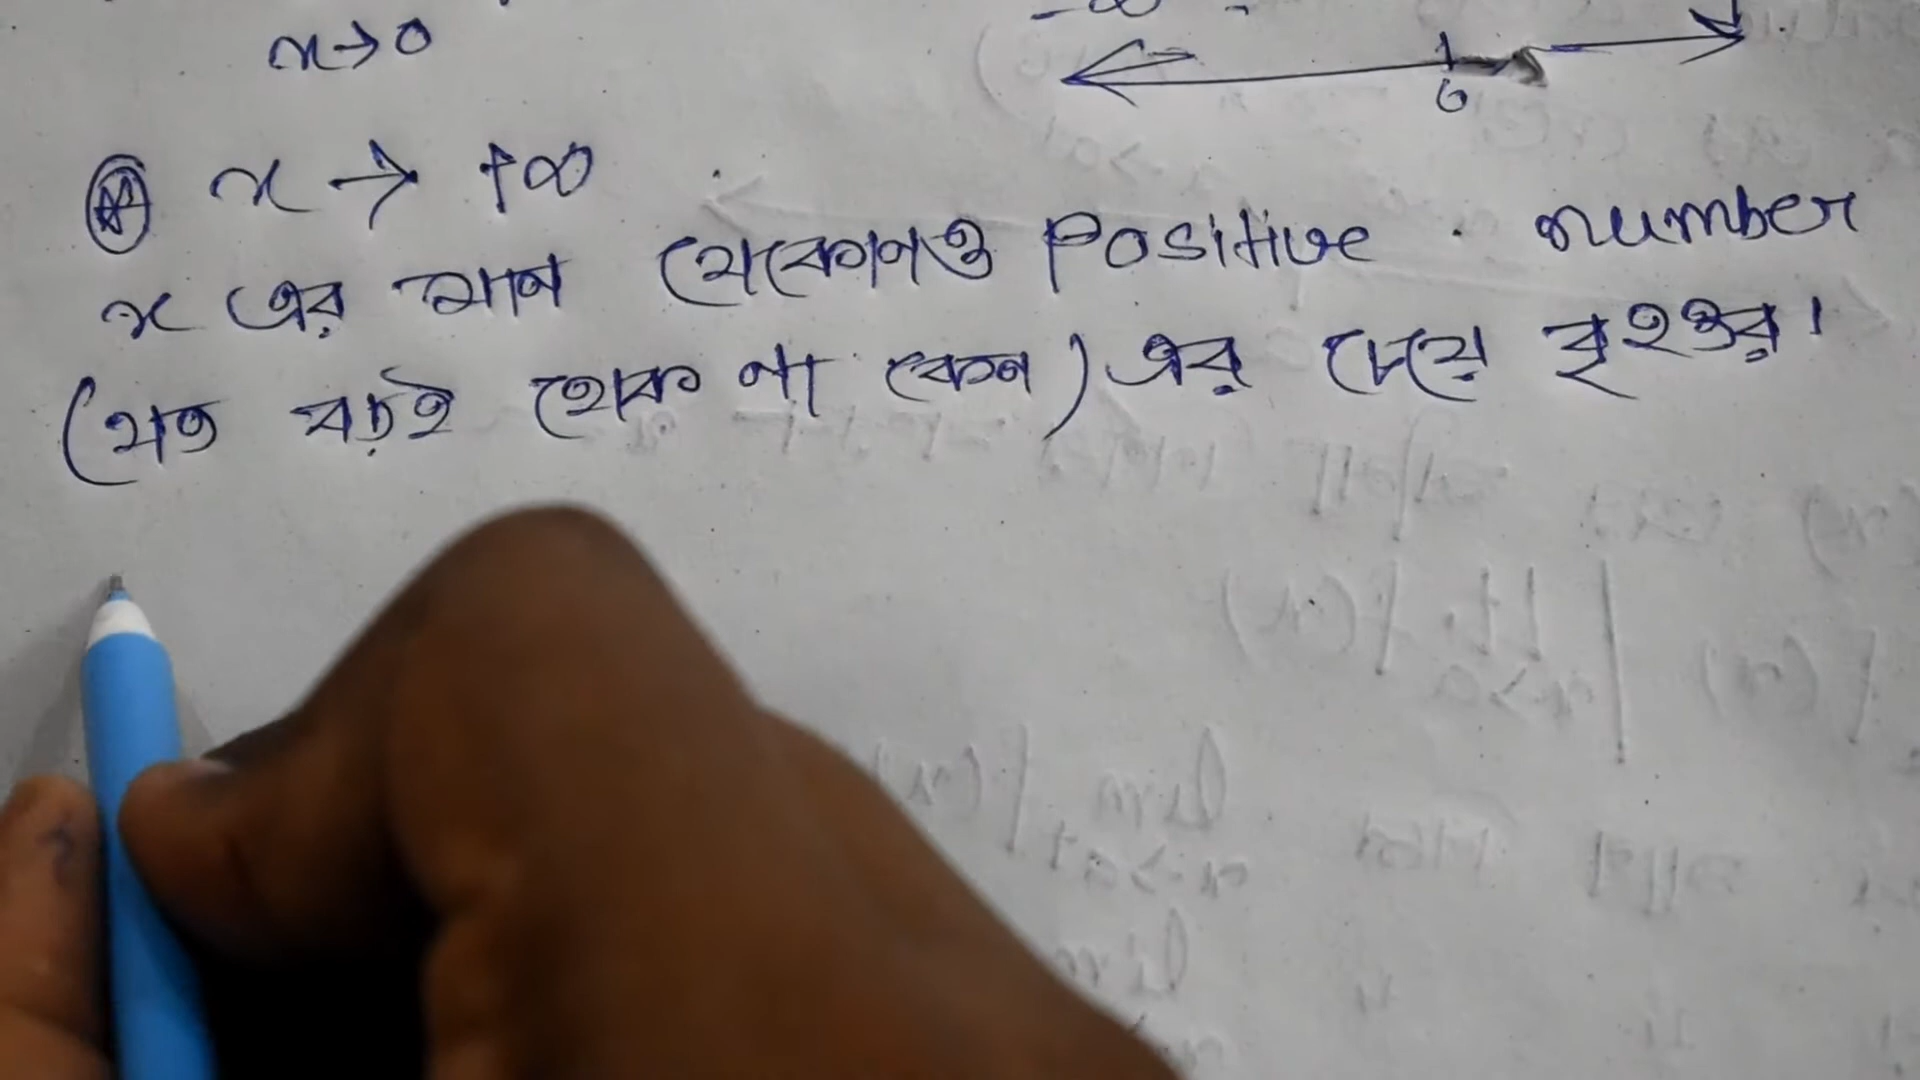 x → 0
-∞
0
x → +∞
x এর মান যেকোনও Positive number
(যত বড়ই হোক না কেন) এর চেয়ে বৃহত্তর।